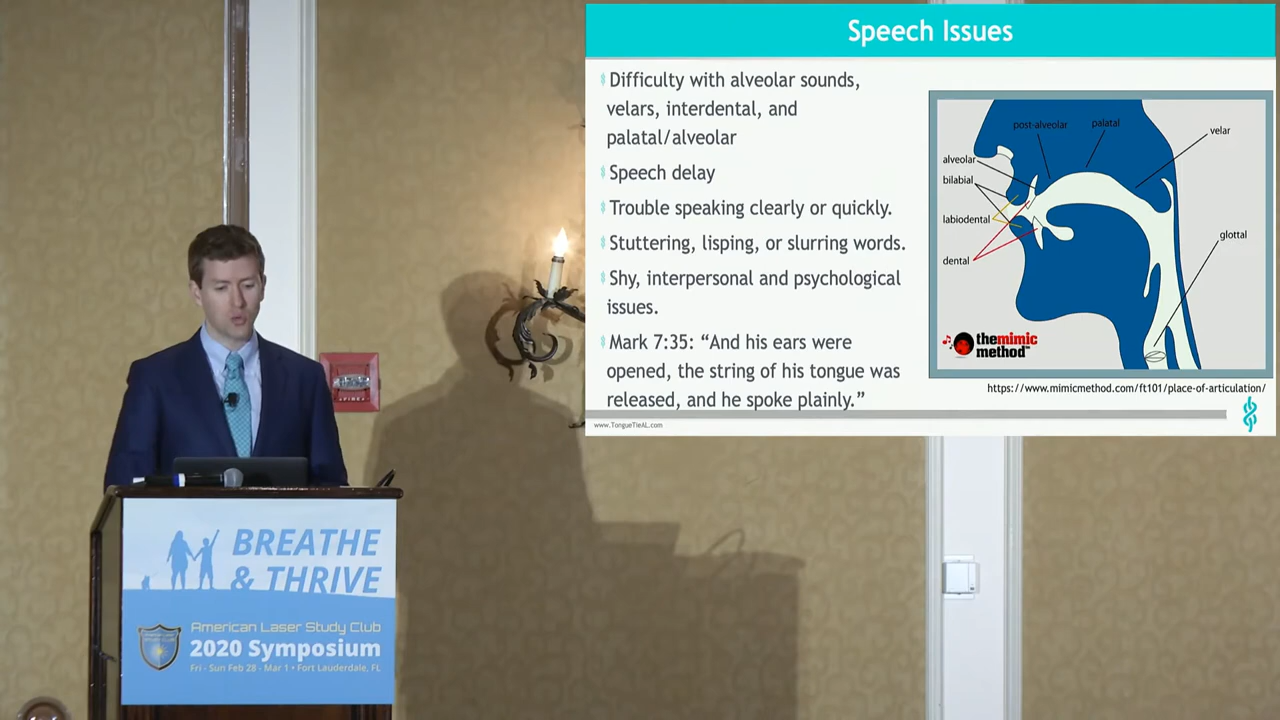 Speech Issues
Difficulty with alveolar sounds,
velars, interdental, and
palatal/alveolar
Speech delay
Trouble speaking clearly or quickly.
Stuttering, lisping, or slurring words.
Shy, interpersonal and psychological
issues.
Mark 7:35: “And his ears were
opened, the string of his tongue was
released, and he spoke plainly.”
www.TongueTieAL.com
post-alveolar
palatal
velar
alveolar
bilabial
labiodental
glottal
dental
themimic
method™
https://www.mimicmethod.com/ft101/place-of-articulation/
FIRE
BREATHE
& THRIVE
American Laser Study Club
2020 Symposium
Fri - Sun Feb 28 - Mar 1 • Fort Lauderdale, FL